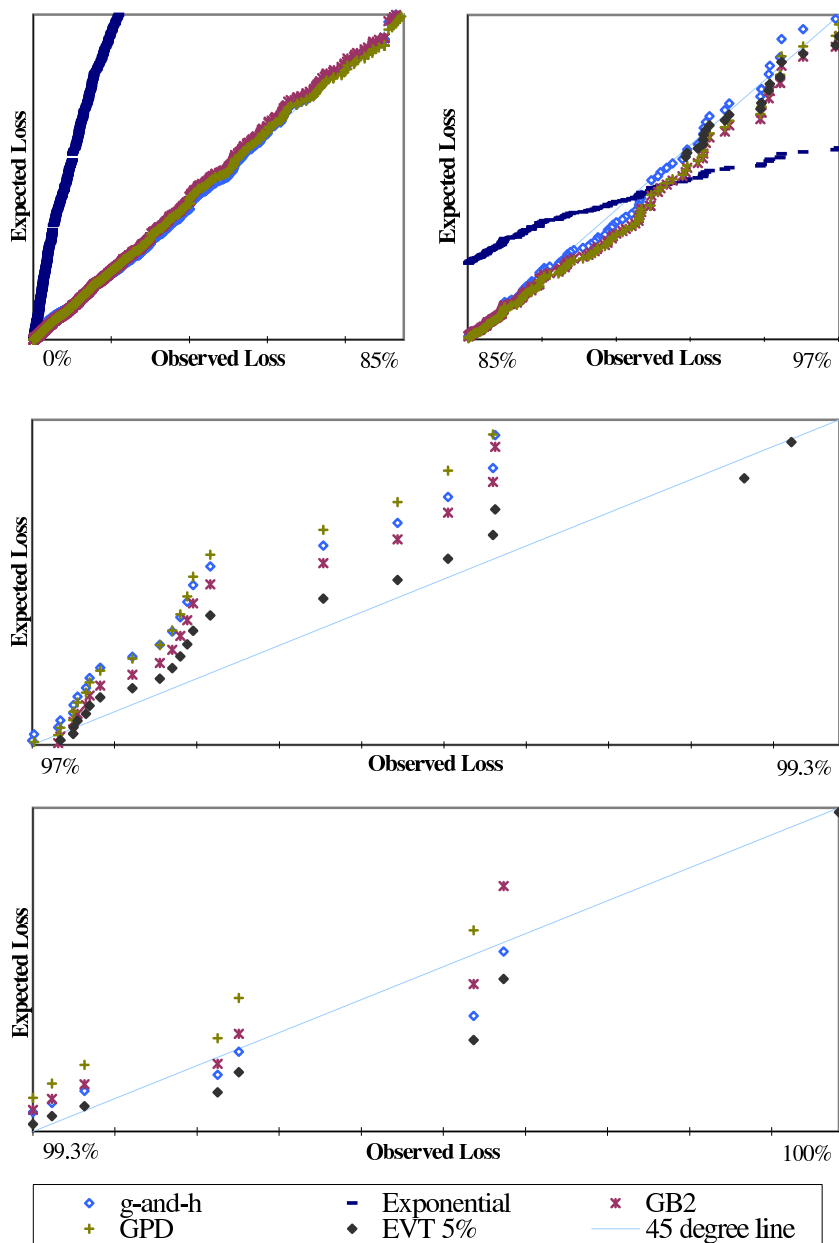 Expected Loss
0% Observed Loss 85%
Expected Loss
85% Observed Loss 97%
Expected Loss
97% Observed Loss 99.3%
Expected Loss
99.3% Observed Loss 100%
g-and-h Exponential GB2
GPD EVT 5% 45 degree line